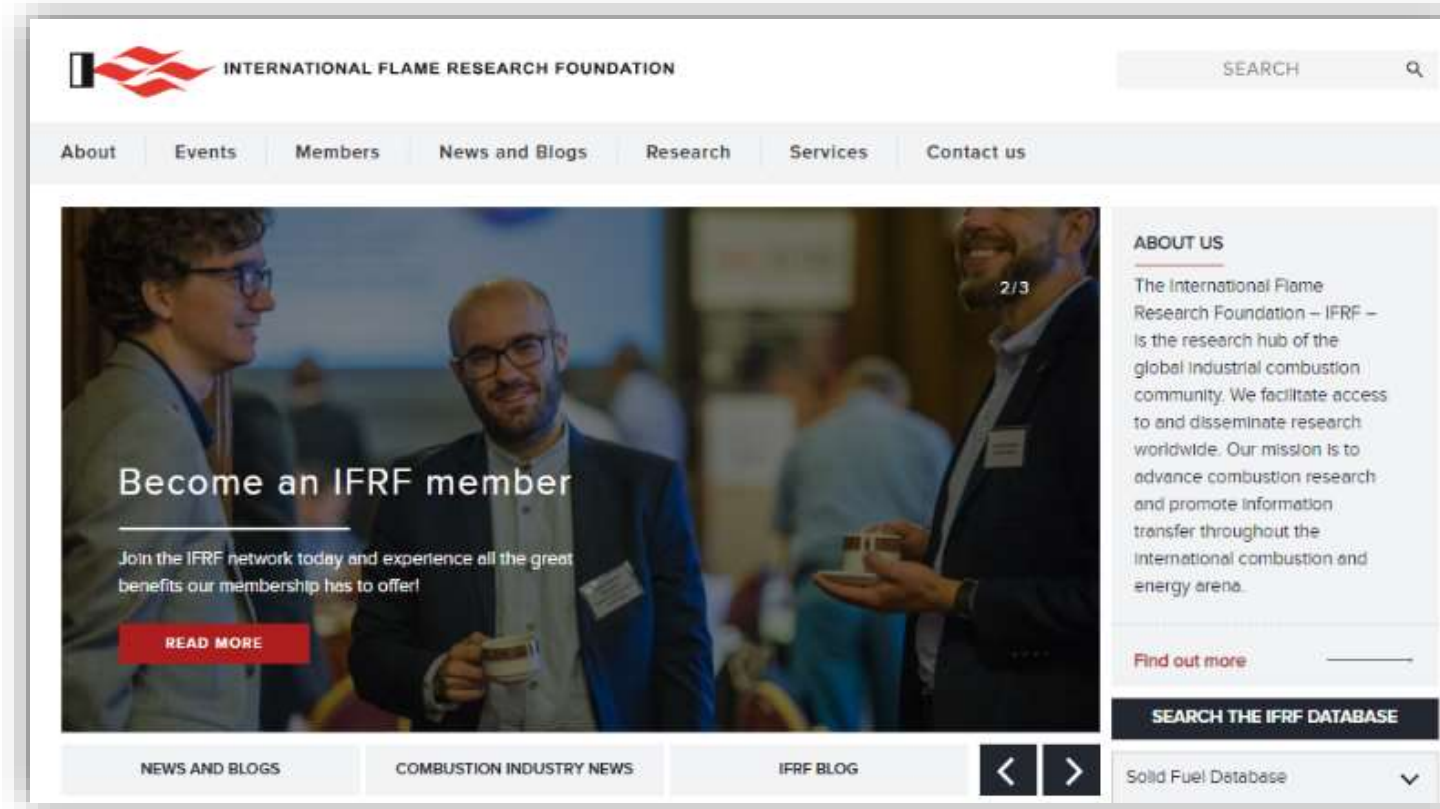 INTERNATIONAL FLAME RESEARCH FOUNDATION
SEARCH
About Events Members News and Blogs Research Services Contact us
2/3
Become an IFRF member
Join the IFRF network today and experience all the great
benefits our membership has to offer!
READ MORE
ABOUT US
The International Flame
Research Foundation – IFRF –
is the research hub of the
global industrial combustion
community. We facilitate access
to and disseminate research
worldwide. Our mission is to
advance combustion research
and promote information
transfer throughout the
international combustion and
energy arena.
Find out more
SEARCH THE IFRF DATABASE
Solid Fuel Database
NEWS AND BLOGS COMBUSTION INDUSTRY NEWS IFRF BLOG